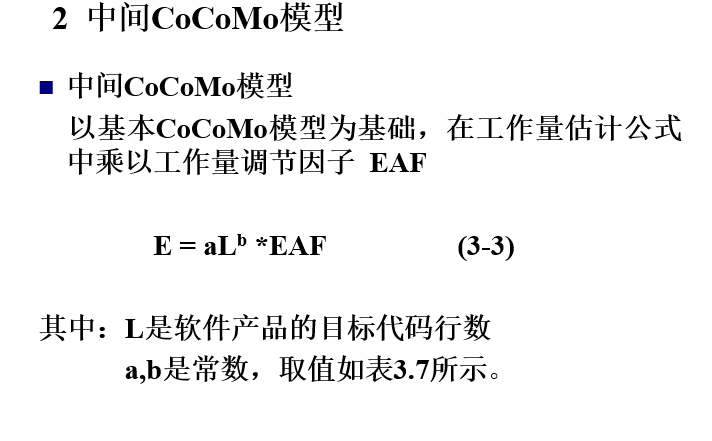 2 中间CoCoMo模型
■ 中间CoCoMo模型
以基本CoCoMo模型为基础，在工作量估计公式
中乘以工作量调节因子 EAF
E = aLᵇ *EAF (3-3)
其中：L是软件产品的目标代码行数
a,b是常数，取值如表3.7所示。